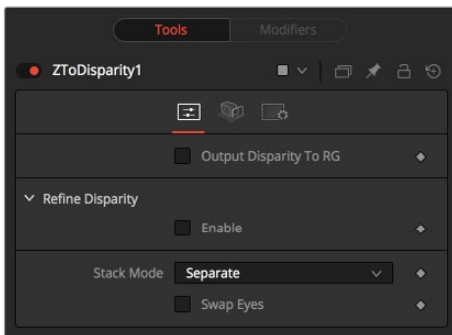 Tools Modifiers
ZToDisparity1
Output Disparity To RG
Refine Disparity
Enable
Stack Mode Separate
Swap Eyes